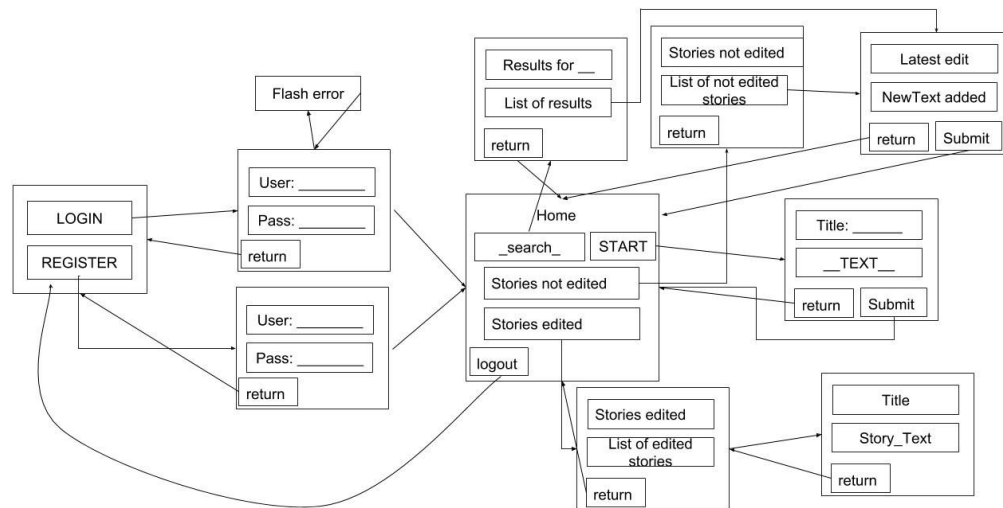 LOGIN
REGISTER
Flash error
User: ________
Pass: ________
return
User: ________
Pass: ________
return
Results for __
List of results
return
Stories not edited
List of not edited
stories
return
Latest edit
NewText added
return
Submit
Home
_search_
START
Stories not edited
Stories edited
logout
Title: ______
__TEXT__
return
Submit
Stories edited
List of edited
stories
return
Title
Story_Text
return